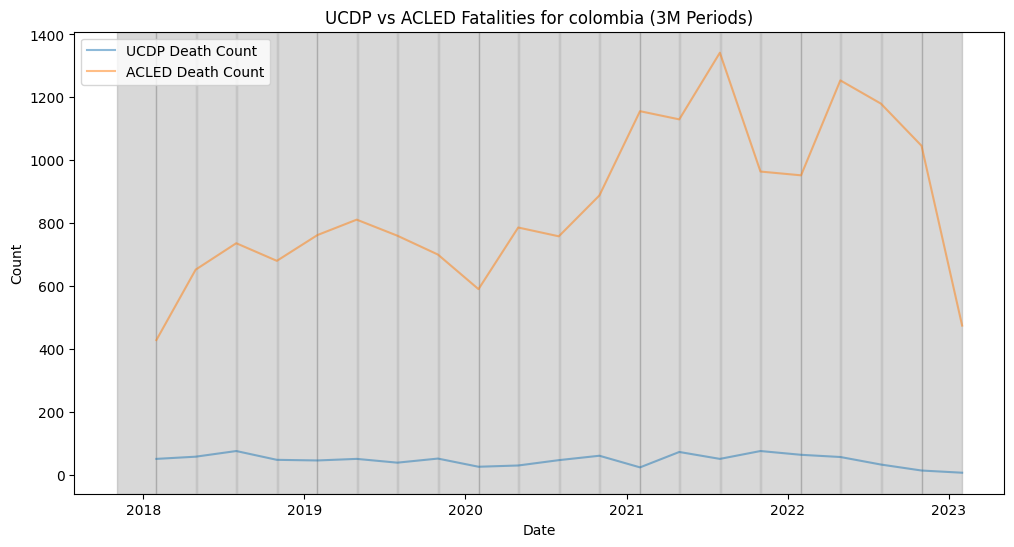 UCDP vs ACLED Fatalities for colombia (3M Periods)
UCDP Death Count
ACLED Death Count
1400
1200
1000
800
600
400
200
0
Count
2018 2019 2020 2021 2022 2023
Date